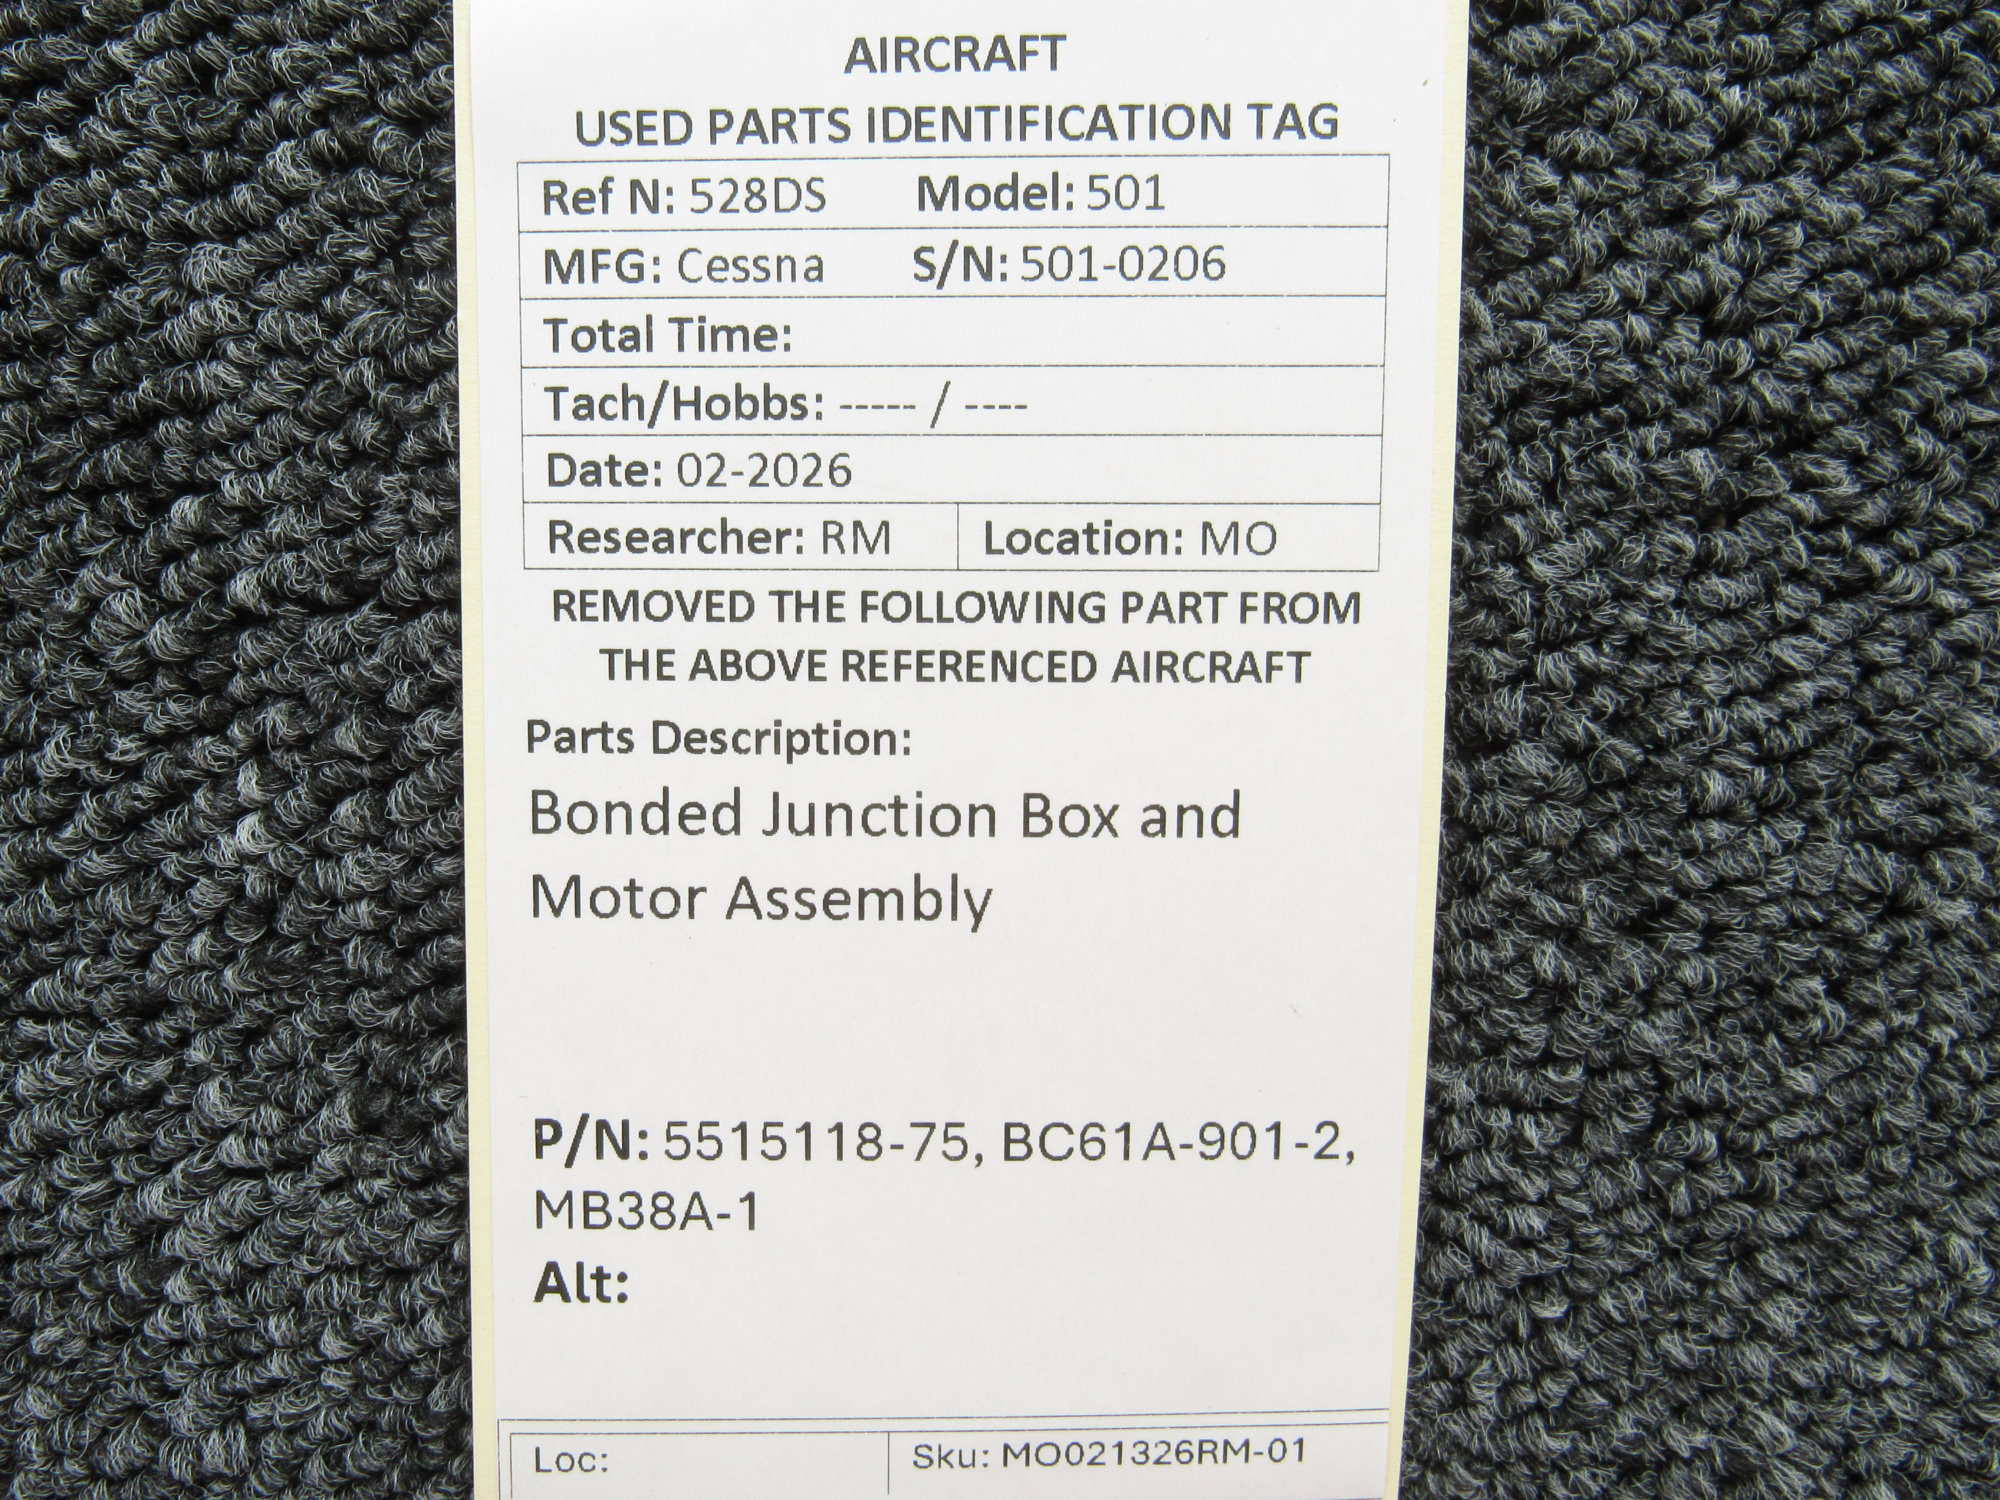 AIRCRAFT
USED PARTS IDENTIFICATION TAG
Ref N: 528DS Model: 501
MFG: Cessna S/N: 501-0206
Total Time:
Tach/Hobbs: ----- / ----
Date: 02-2026
Researcher: RM Location: MO
REMOVED THE FOLLOWING PART FROM
THE ABOVE REFERENCED AIRCRAFT
Parts Description:
Bonded Junction Box and
Motor Assembly
P/N: 5515118-75, BC61A-901-2,
MB38A-1
Alt:
Loc: Sku: MO021326RM-01